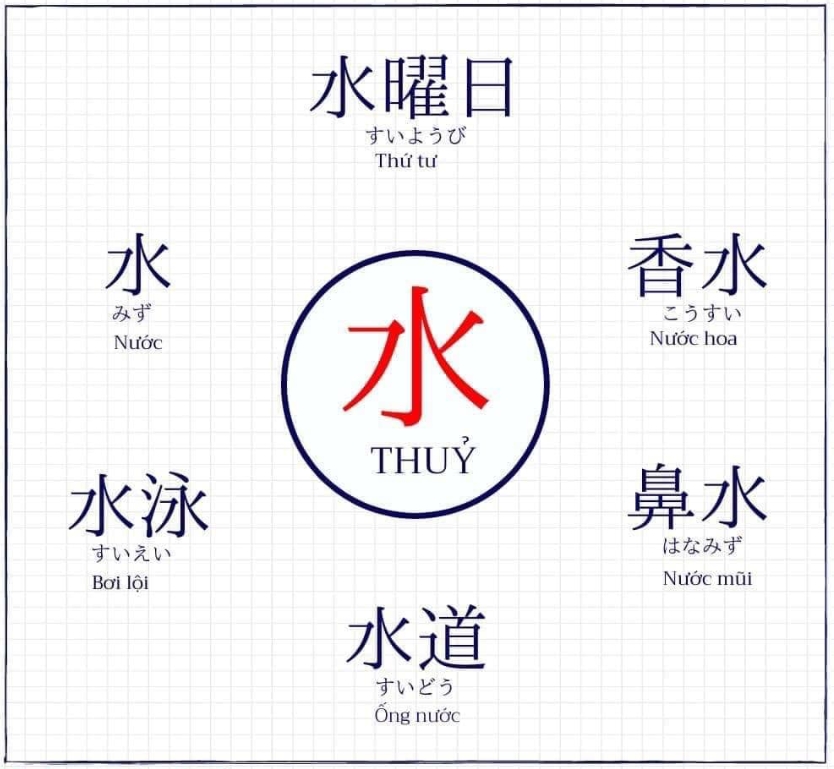 水曜日
すいようび
Thứ tư
水
みず
Nước
香水
こうすい
Nước hoa
水
THUỶ
水泳
すいえい
Bơi lội
鼻水
はなみず
Nước mũi
水道
すいどう
Ống nước